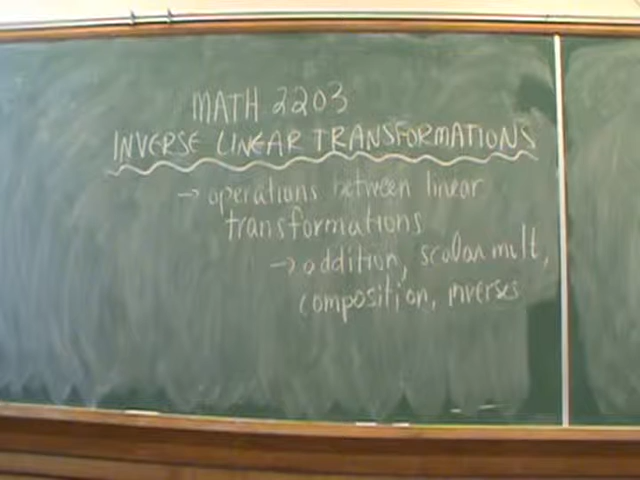 MATH 2203
INVERSE LINEAR TRANSFORMATIONS
→ operations between linear
transformations
→ addition, scalar mult,
composition, inverses